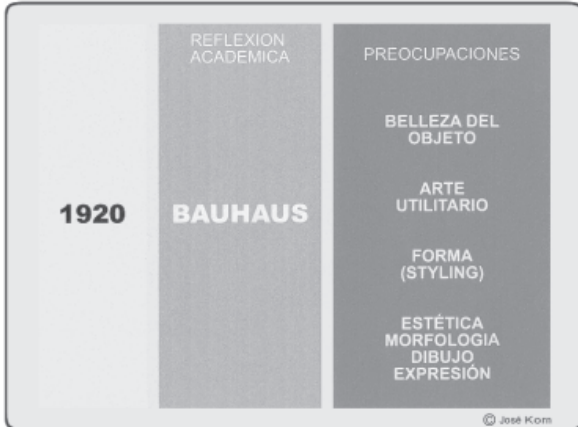 REFLEXION
ACADEMICA
PREOCUPACIONES
BELLEZA DEL
OBJETO
1920
BAUHAUS
ARTE
UTILITARIO
FORMA
(STYLING)
ESTÉTICA
MORFOLOGIA
DIBUJO
EXPRESIÓN
© José Korn